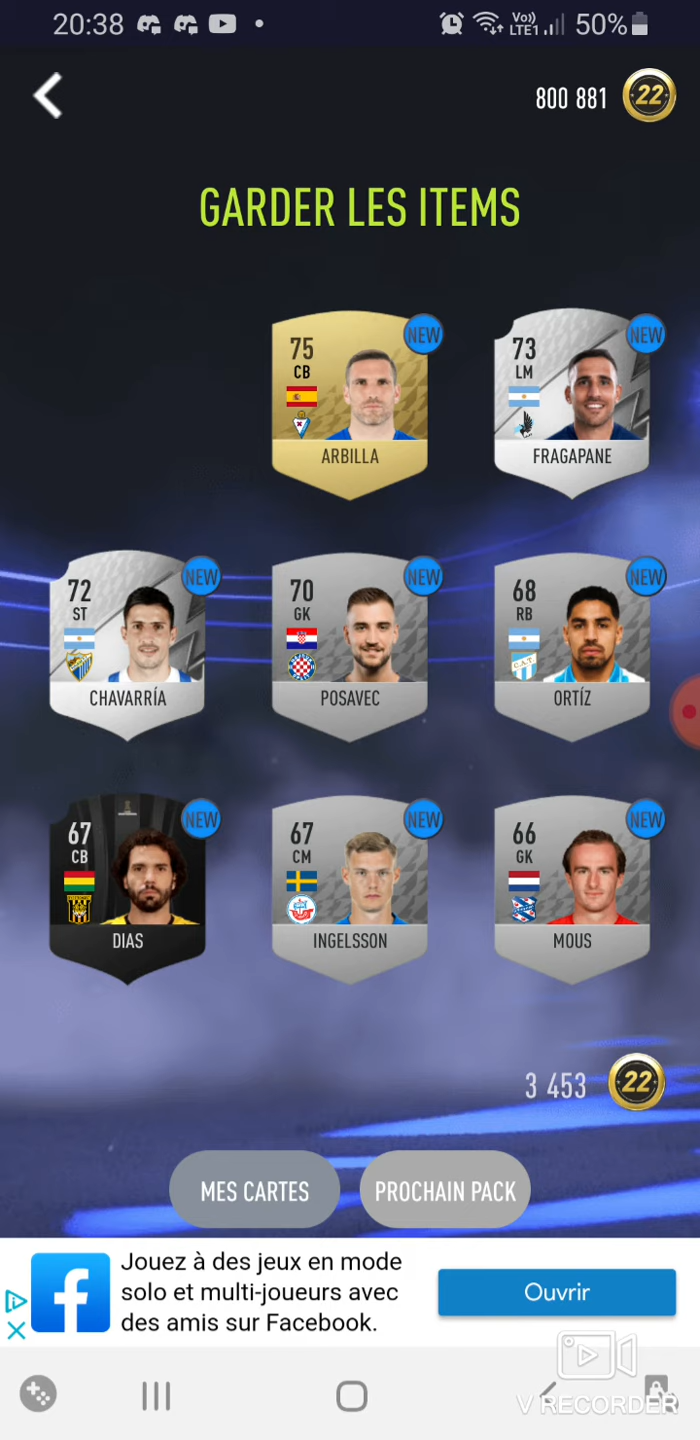 20:38
Vo)) LTE1 50%
800 881 22
GARDER LES ITEMS
75 NEW
CB
ARBILLA
73 NEW
LM
FRAGAPANE
72 NEW
ST
CHAVARRÍA
70 NEW
GK
POSAVEC
68 NEW
RB
C.A.T.
ORTÍZ
67 NEW
CB
DIAS
67 NEW
CM
INGELSSON
66 NEW
GK
MOUS
3 453 22
MES CARTES
PROCHAIN PACK
Jouez à des jeux en mode
solo et multi-joueurs avec
des amis sur Facebook.
Ouvrir
V RECORDER